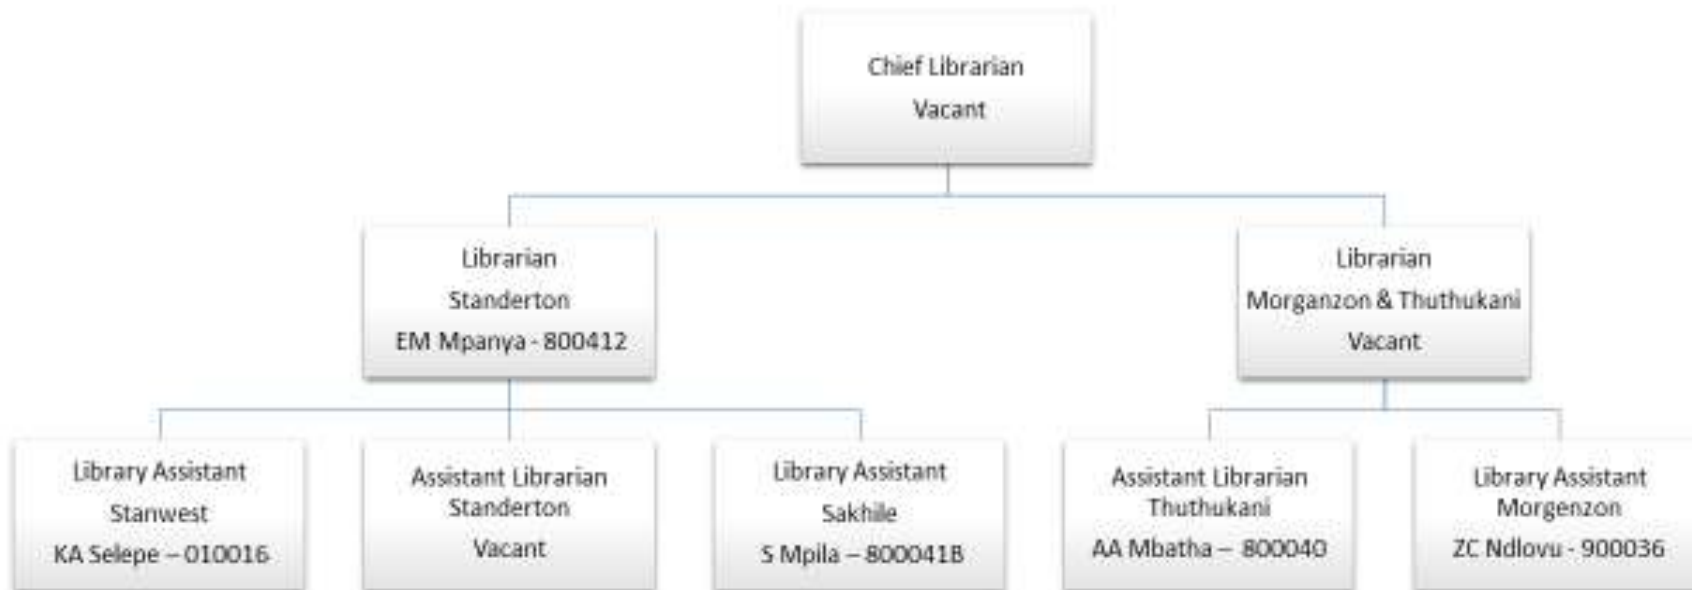 Chief Librarian
Vacant
Librarian
Standerton
EM Mpanya - 800412
Librarian
Morganzon & Thuthukani
Vacant
Library Assistant
Stanwest
KA Selepe – 010016
Assistant Librarian
Standerton
Vacant
Library Assistant
Sakhile
S Mpila – 800041B
Assistant Librarian
Thuthukani
AA Mbatha – 800040
Library Assistant
Morgenzon
ZC Ndlovu - 900036